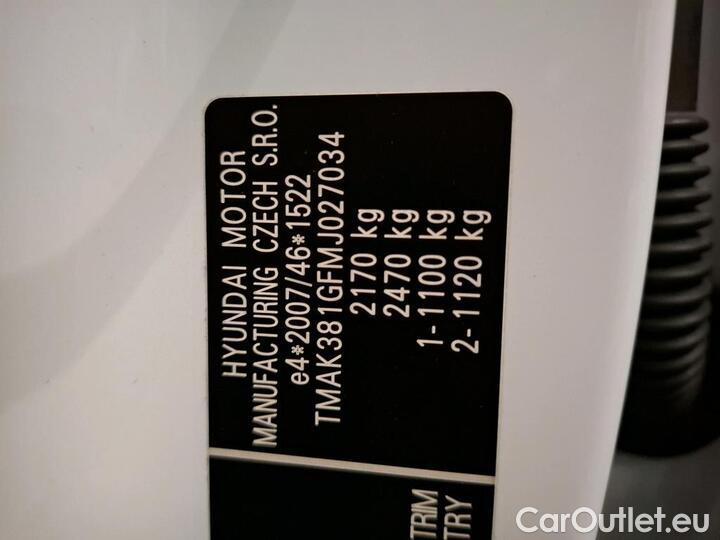 HYUNDAI MOTOR
MANUFACTURING CZECH S.R.O.
e4*2007/46*1522
TMAK381GFMJ027034
2170 kg
2470 kg
1- 1100 kg
2- 1120 kg
TRIM
TRY
CarOutlet.eu